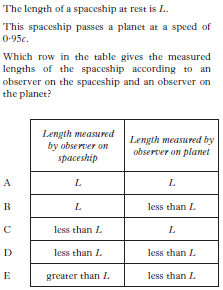 The length of a spaceship at rest is L.
This spaceship passes a planet at a speed of
0·95c.
Which row in the table gives the measured
lengths of the spaceship according to an
observer on the spaceship and an observer on
the planet?
Length measured
by observer on
spaceship
Length measured by
observer on planet
A L L
B L less than L
C less than L L
D less than L less than L
E greater than L less than L